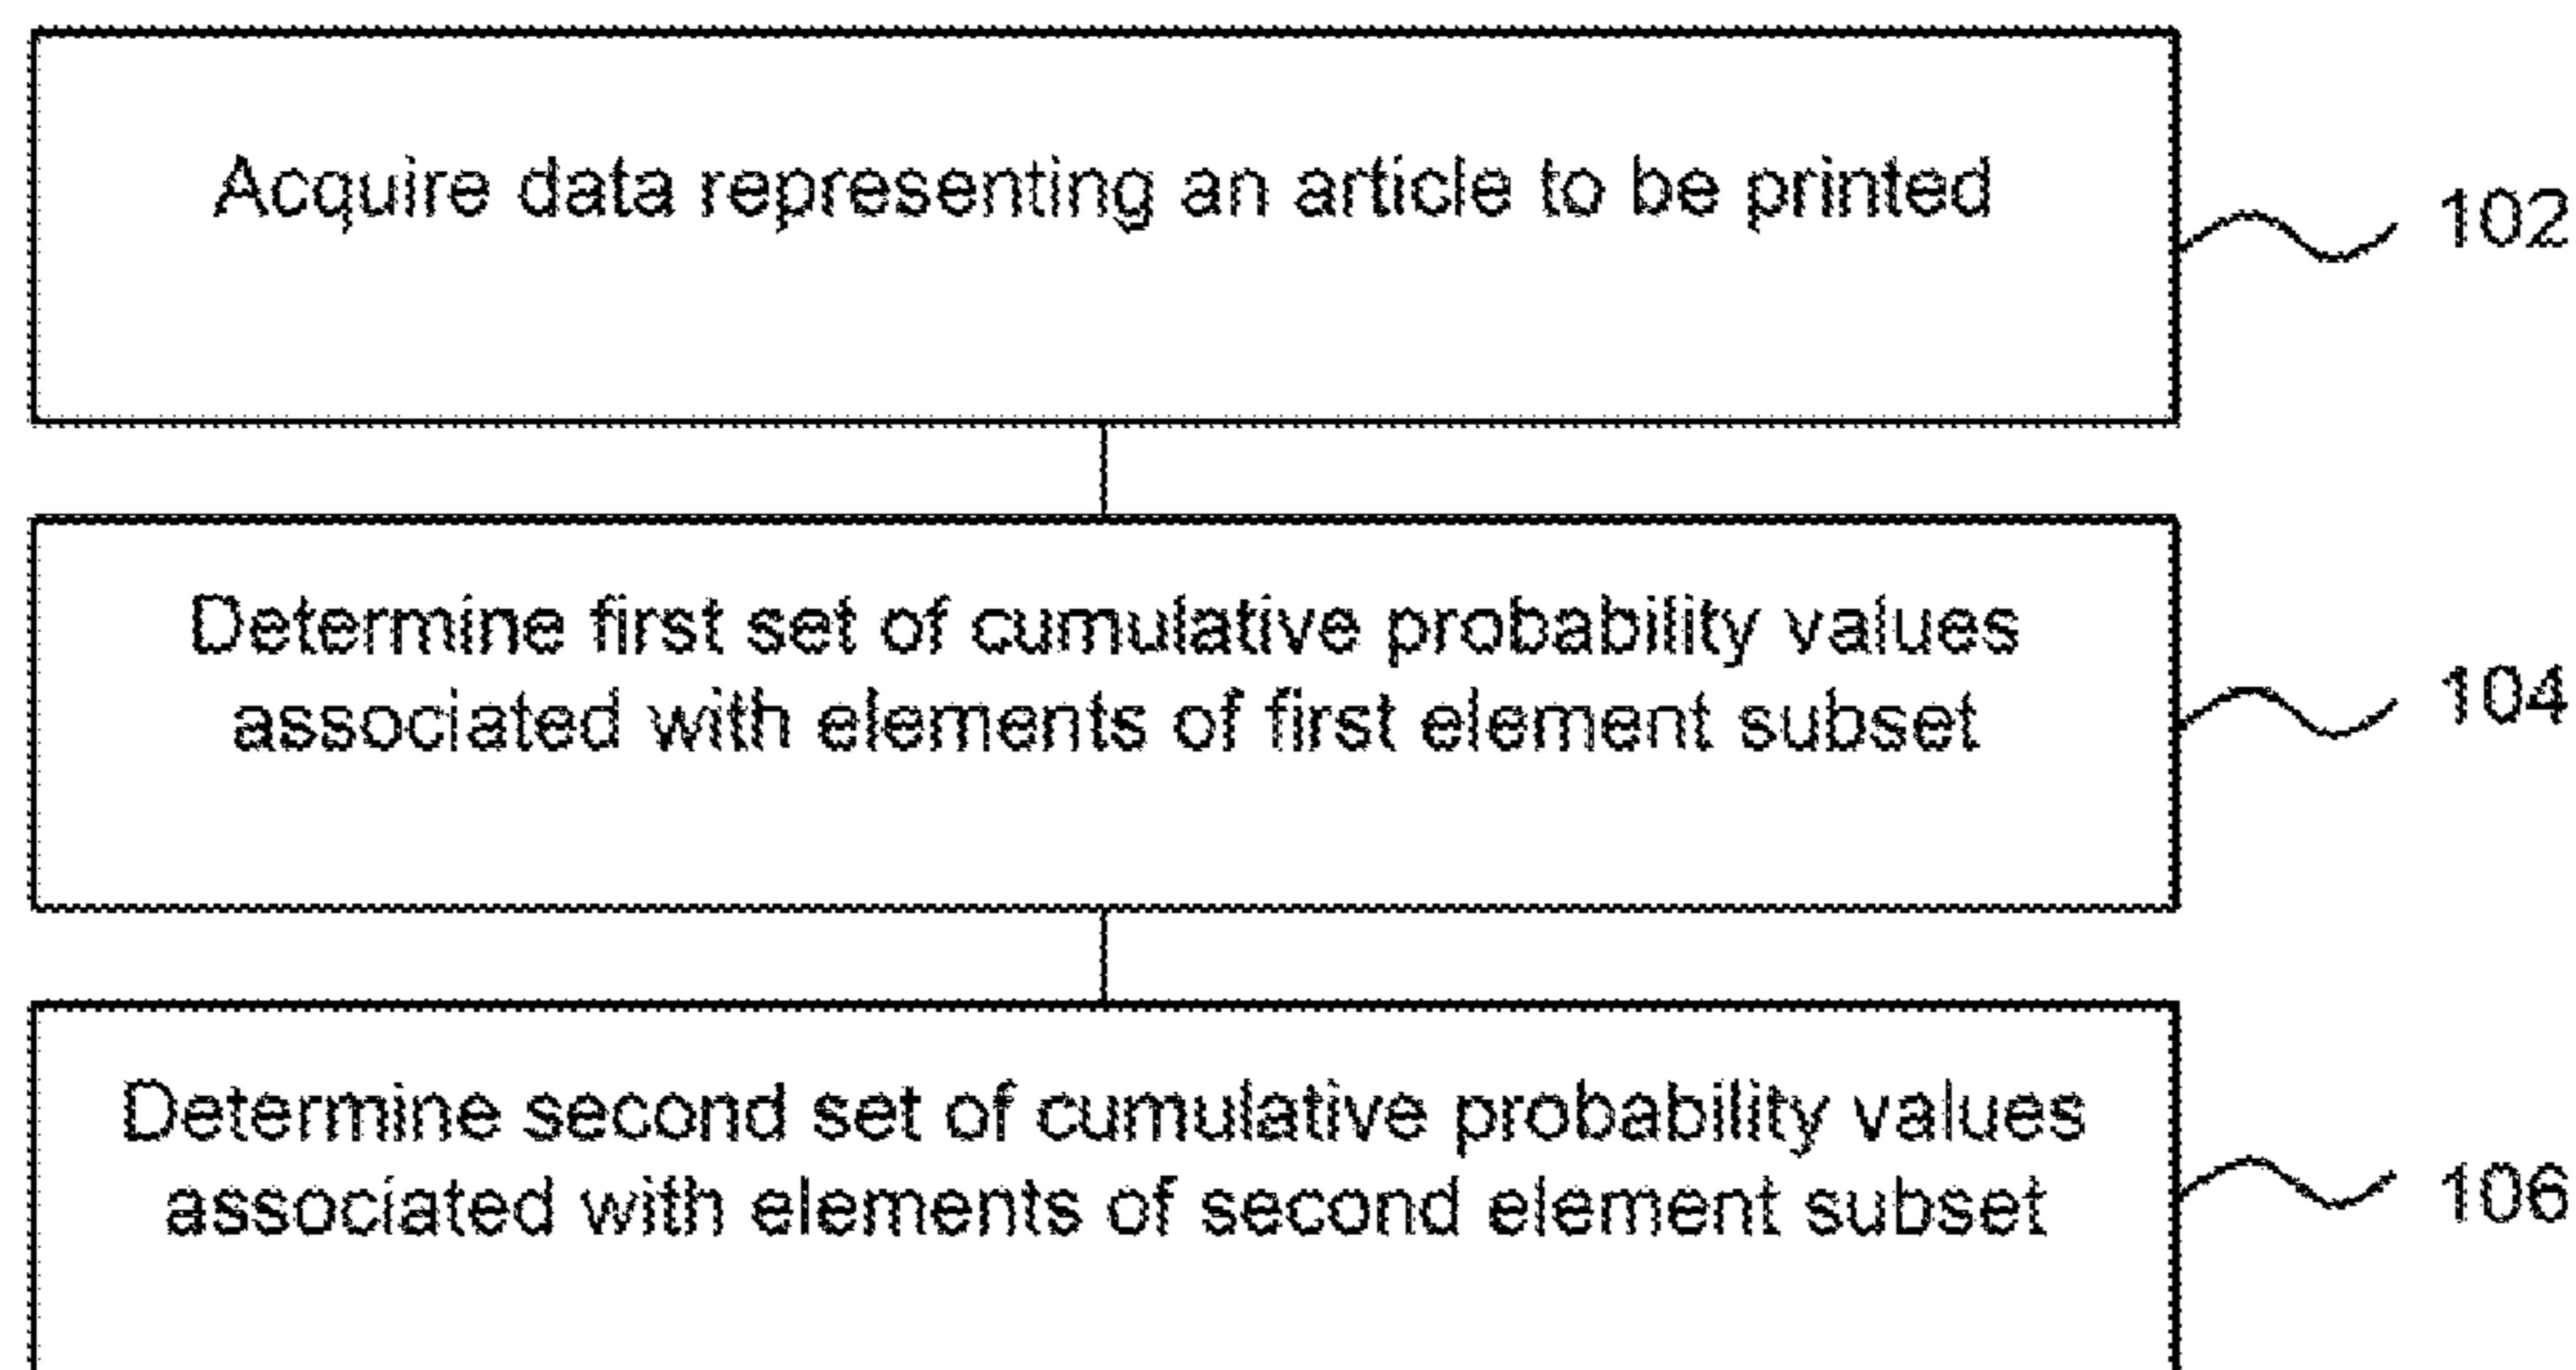 Acquire data representing an article to be printed
102
Determine first set of cumulative probability values
associated with elements of first element subset
104
Determine second set of cumulative probability values
associated with elements of second element subset
106